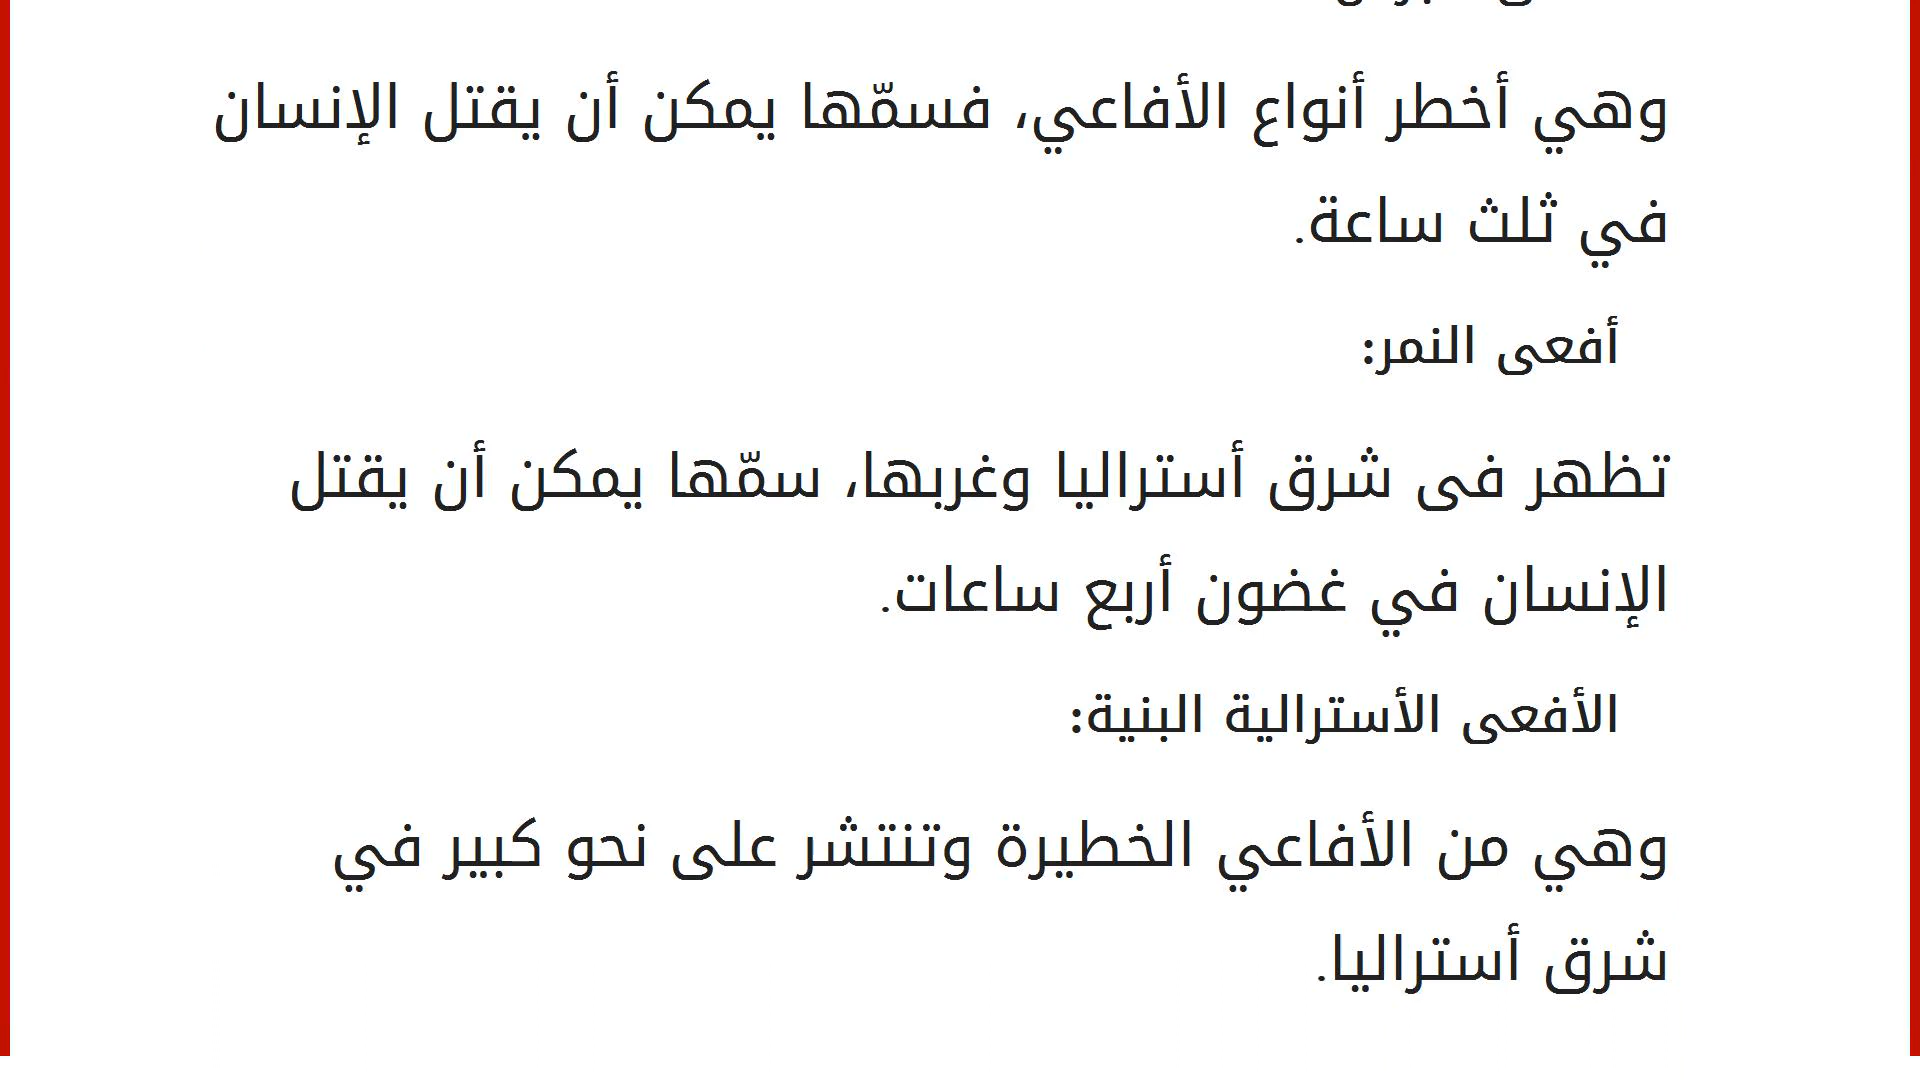 وهي أخطر أنواع الأفاعي، فسمّها يمكن أن يقتل الإنسان
في ثلث ساعة.
أفعى النمر:
تظهر فى شرق أستراليا وغربها، سمّها يمكن أن يقتل
الإنسان في غضون أربع ساعات.
الأفعى الأسترالية البنية:
وهي من الأفاعي الخطيرة وتنتشر على نحو كبير في
شرق أستراليا.